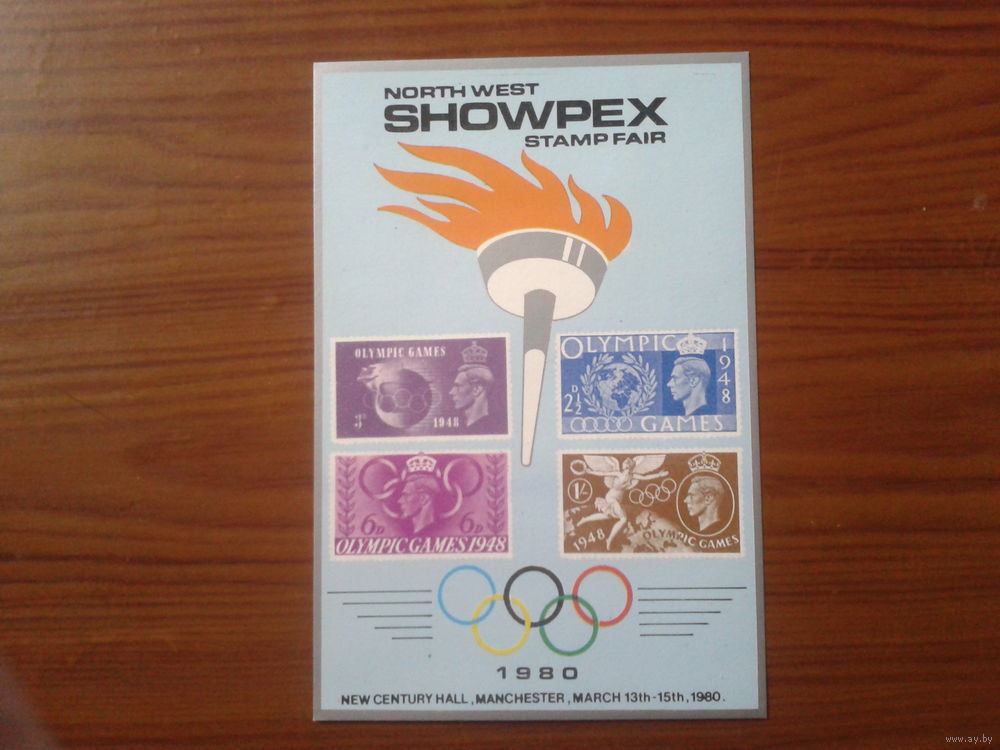 NORTH WEST
SHOWPEX
STAMP FAIR
OLYMPIC GAMES
3D
1948
OLYMPIC
1948
2½D
GAMES
6D
6D
OLYMPIC GAMES 1948
1/-
1948
OLYMPIC GAMES
1980
NEW CENTURY HALL, MANCHESTER, MARCH 13th-15th, 1980.
www.ay.by